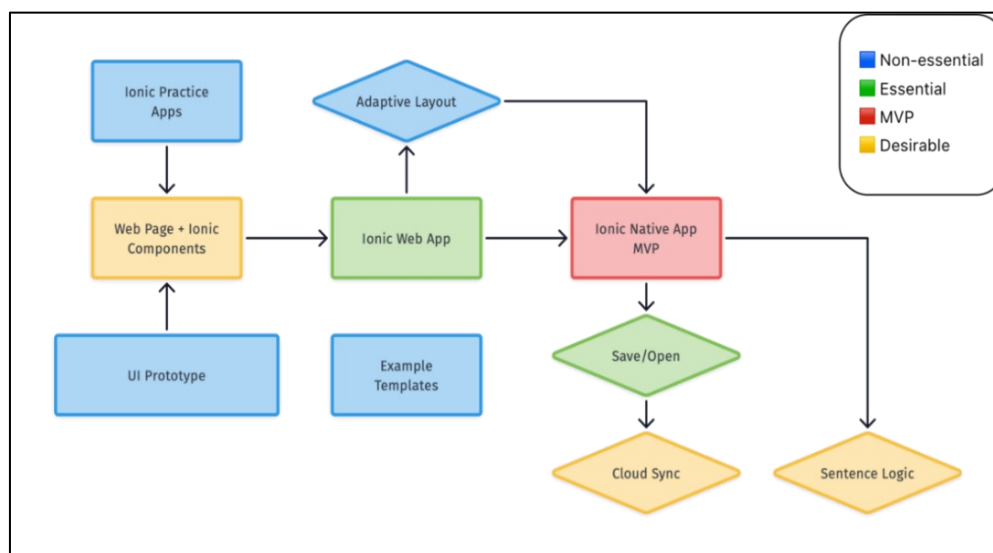 Ionic Practice
Apps
Adaptive Layout
Non-essential
Essential
MVP
Desirable
Web Page + Ionic
Components
Ionic Web App
Ionic Native App
MVP
UI Prototype
Example
Templates
Save/Open
Cloud Sync
Sentence Logic